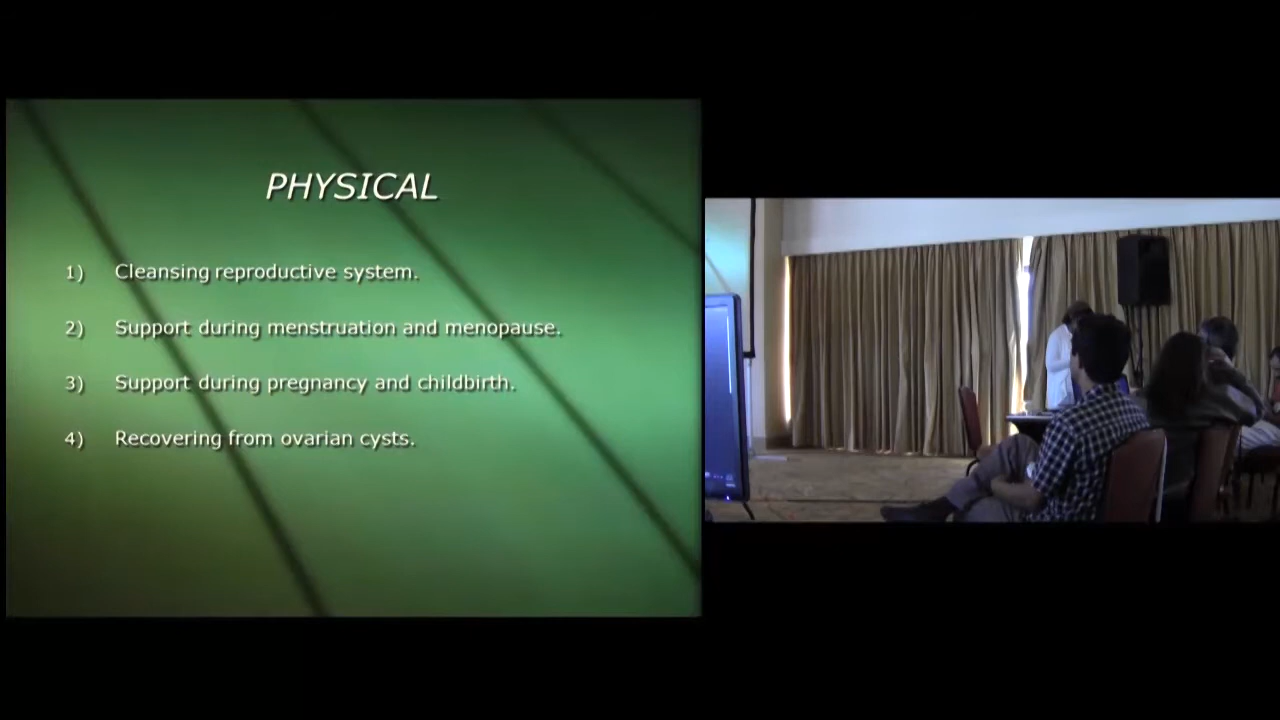 PHYSICAL
1) Cleansing reproductive system.
2) Support during menstruation and menopause.
3) Support during pregnancy and childbirth.
4) Recovering from ovarian cysts.